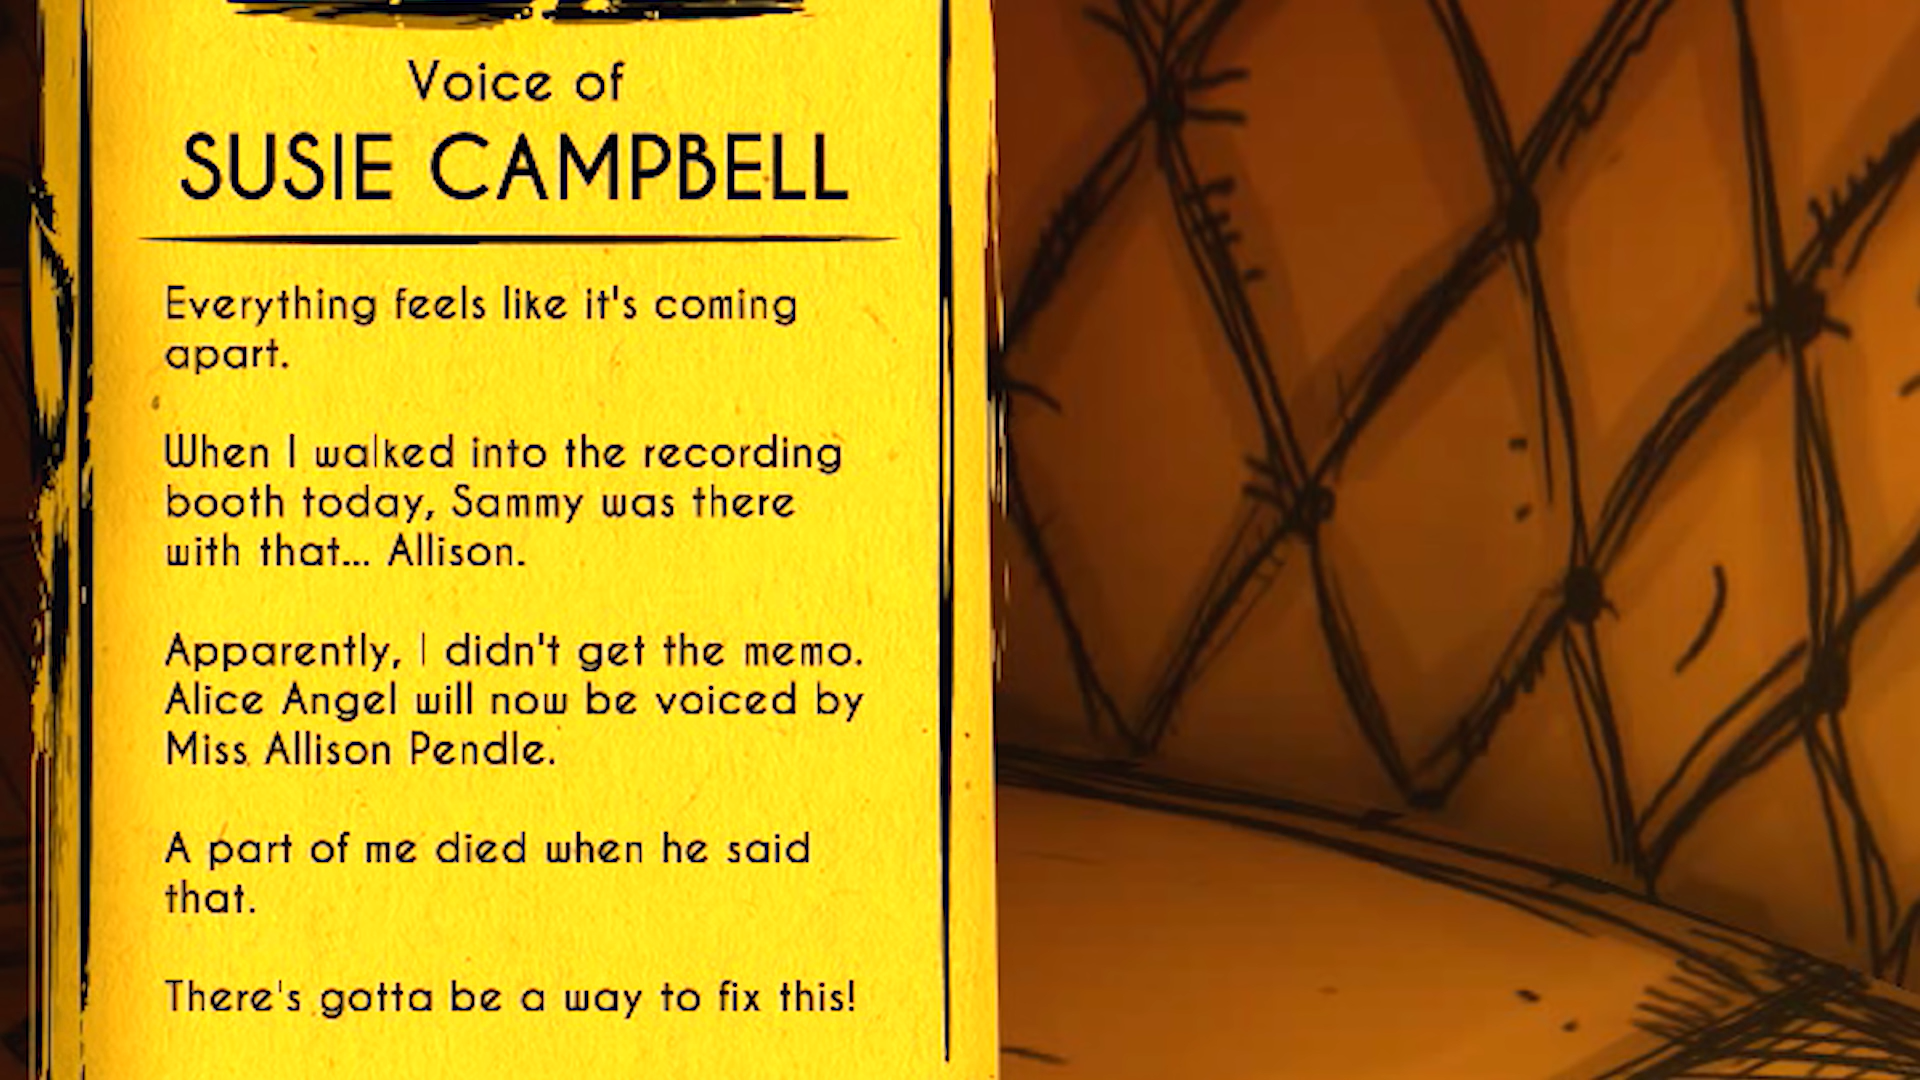 Voice of
SUSIE CAMPBELL
Everything feels like it's coming
apart.
When I walked into the recording
booth today, Sammy was there
with that... Allison.
Apparently, I didn't get the memo.
Alice Angel will now be voiced by
Miss Allison Pendle.
A part of me died when he said
that.
There's gotta be a way to fix this!